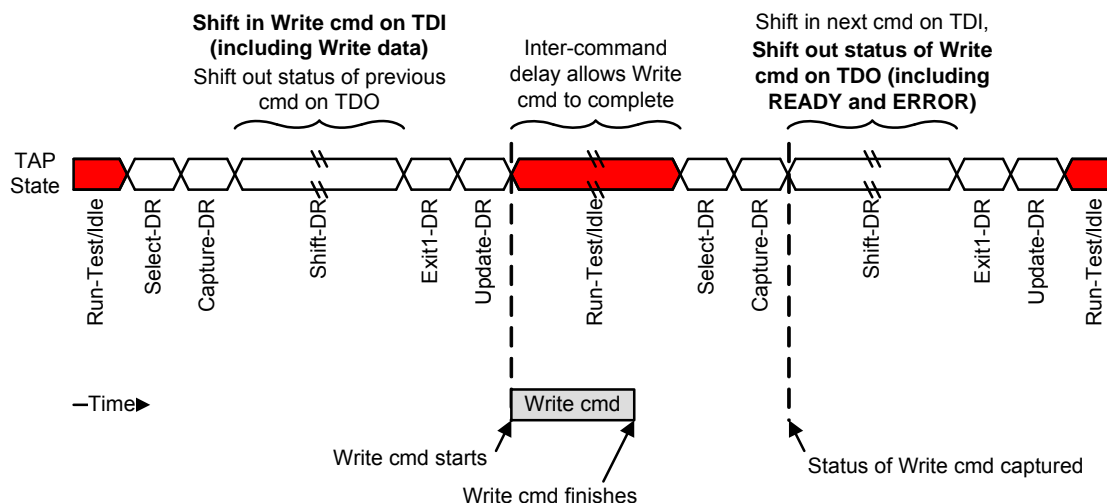 Shift in Write cmd on TDI
(including Write data)
Shift out status of previous
cmd on TDO
Inter-command
delay allows Write
cmd to complete
Shift in next cmd on TDI,
Shift out status of Write
cmd on TDO (including
READY and ERROR)
TAP
State
Run-Test/Idle
Select-DR
Capture-DR
Shift-DR
Exit1-DR
Update-DR
Run-Test/Idle
Select-DR
Capture-DR
Shift-DR
Exit1-DR
Update-DR
Run-Test/Idle
Time
Write cmd
Write cmd starts
Write cmd finishes
Status of Write cmd captured